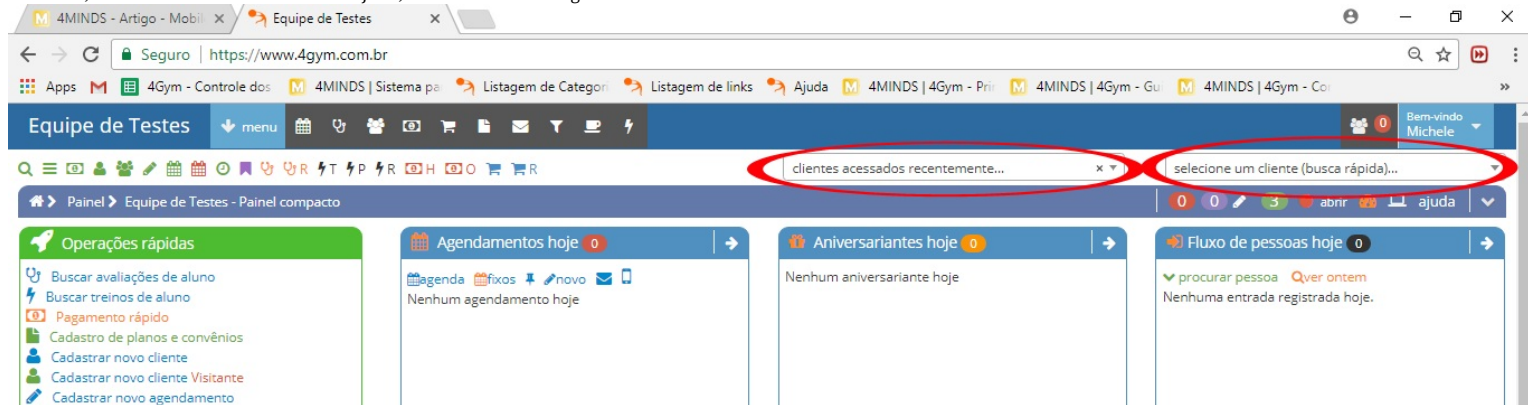 4MINDS - Artigo - Mobil
Equipe de Testes
Seguro | https://www.4gym.com.br
Apps
4Gym - Controle dos
4MINDS | Sistema pa
Listagem de Categori
Listagem de links
Ajuda
4MINDS | 4Gym - Prin
4MINDS | 4Gym - Gui
4MINDS | 4Gym - Co
»
Equipe de Testes
menu
0
Bem-vindo
Michele
R T P R H O R
clientes acessados recentemente...
selecione um cliente (busca rápida)...
Painel Equipe de Testes - Painel compacto
0 0 3 abrir ajuda
Operações rápidas
Buscar avaliações de aluno
Buscar treinos de aluno
Pagamento rápido
Cadastro de planos e convênios
Cadastrar novo cliente
Cadastrar novo cliente Visitante
Cadastrar novo agendamento
Agendamentos hoje 0
agenda fixos novo
Nenhum agendamento hoje
Aniversariantes hoje 0
Nenhum aniversariante hoje
Fluxo de pessoas hoje 0
procurar pessoa ver ontem
Nenhuma entrada registrada hoje.